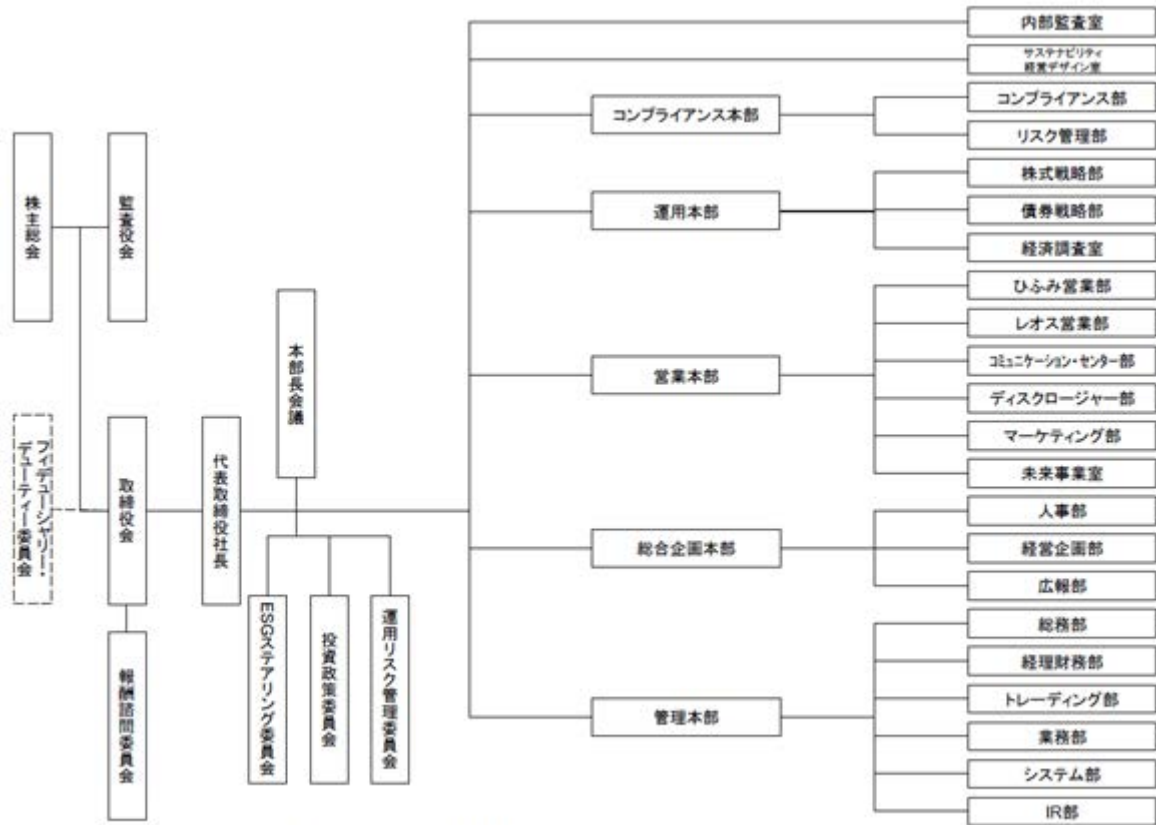 株主総会
監査役会
フィデューシャリー・
デューティー委員会
取締役会
報酬諮問委員会
代表取締役社長
本部長会議
ESGステアリング委員会
投資政策委員会
運用リスク管理委員会
内部監査室
サステナビリティ
経営デザイン室
コンプライアンス本部
コンプライアンス部
リスク管理部
運用本部
株式戦略部
債券戦略部
経済調査室
営業本部
ひふみ営業部
レオス営業部
コミュニケーション・センター部
ディスクロージャー部
マーケティング部
未来事業室
総合企画本部
人事部
経営企画部
広報部
管理本部
総務部
経理財務部
トレーディング部
業務部
システム部
IR部